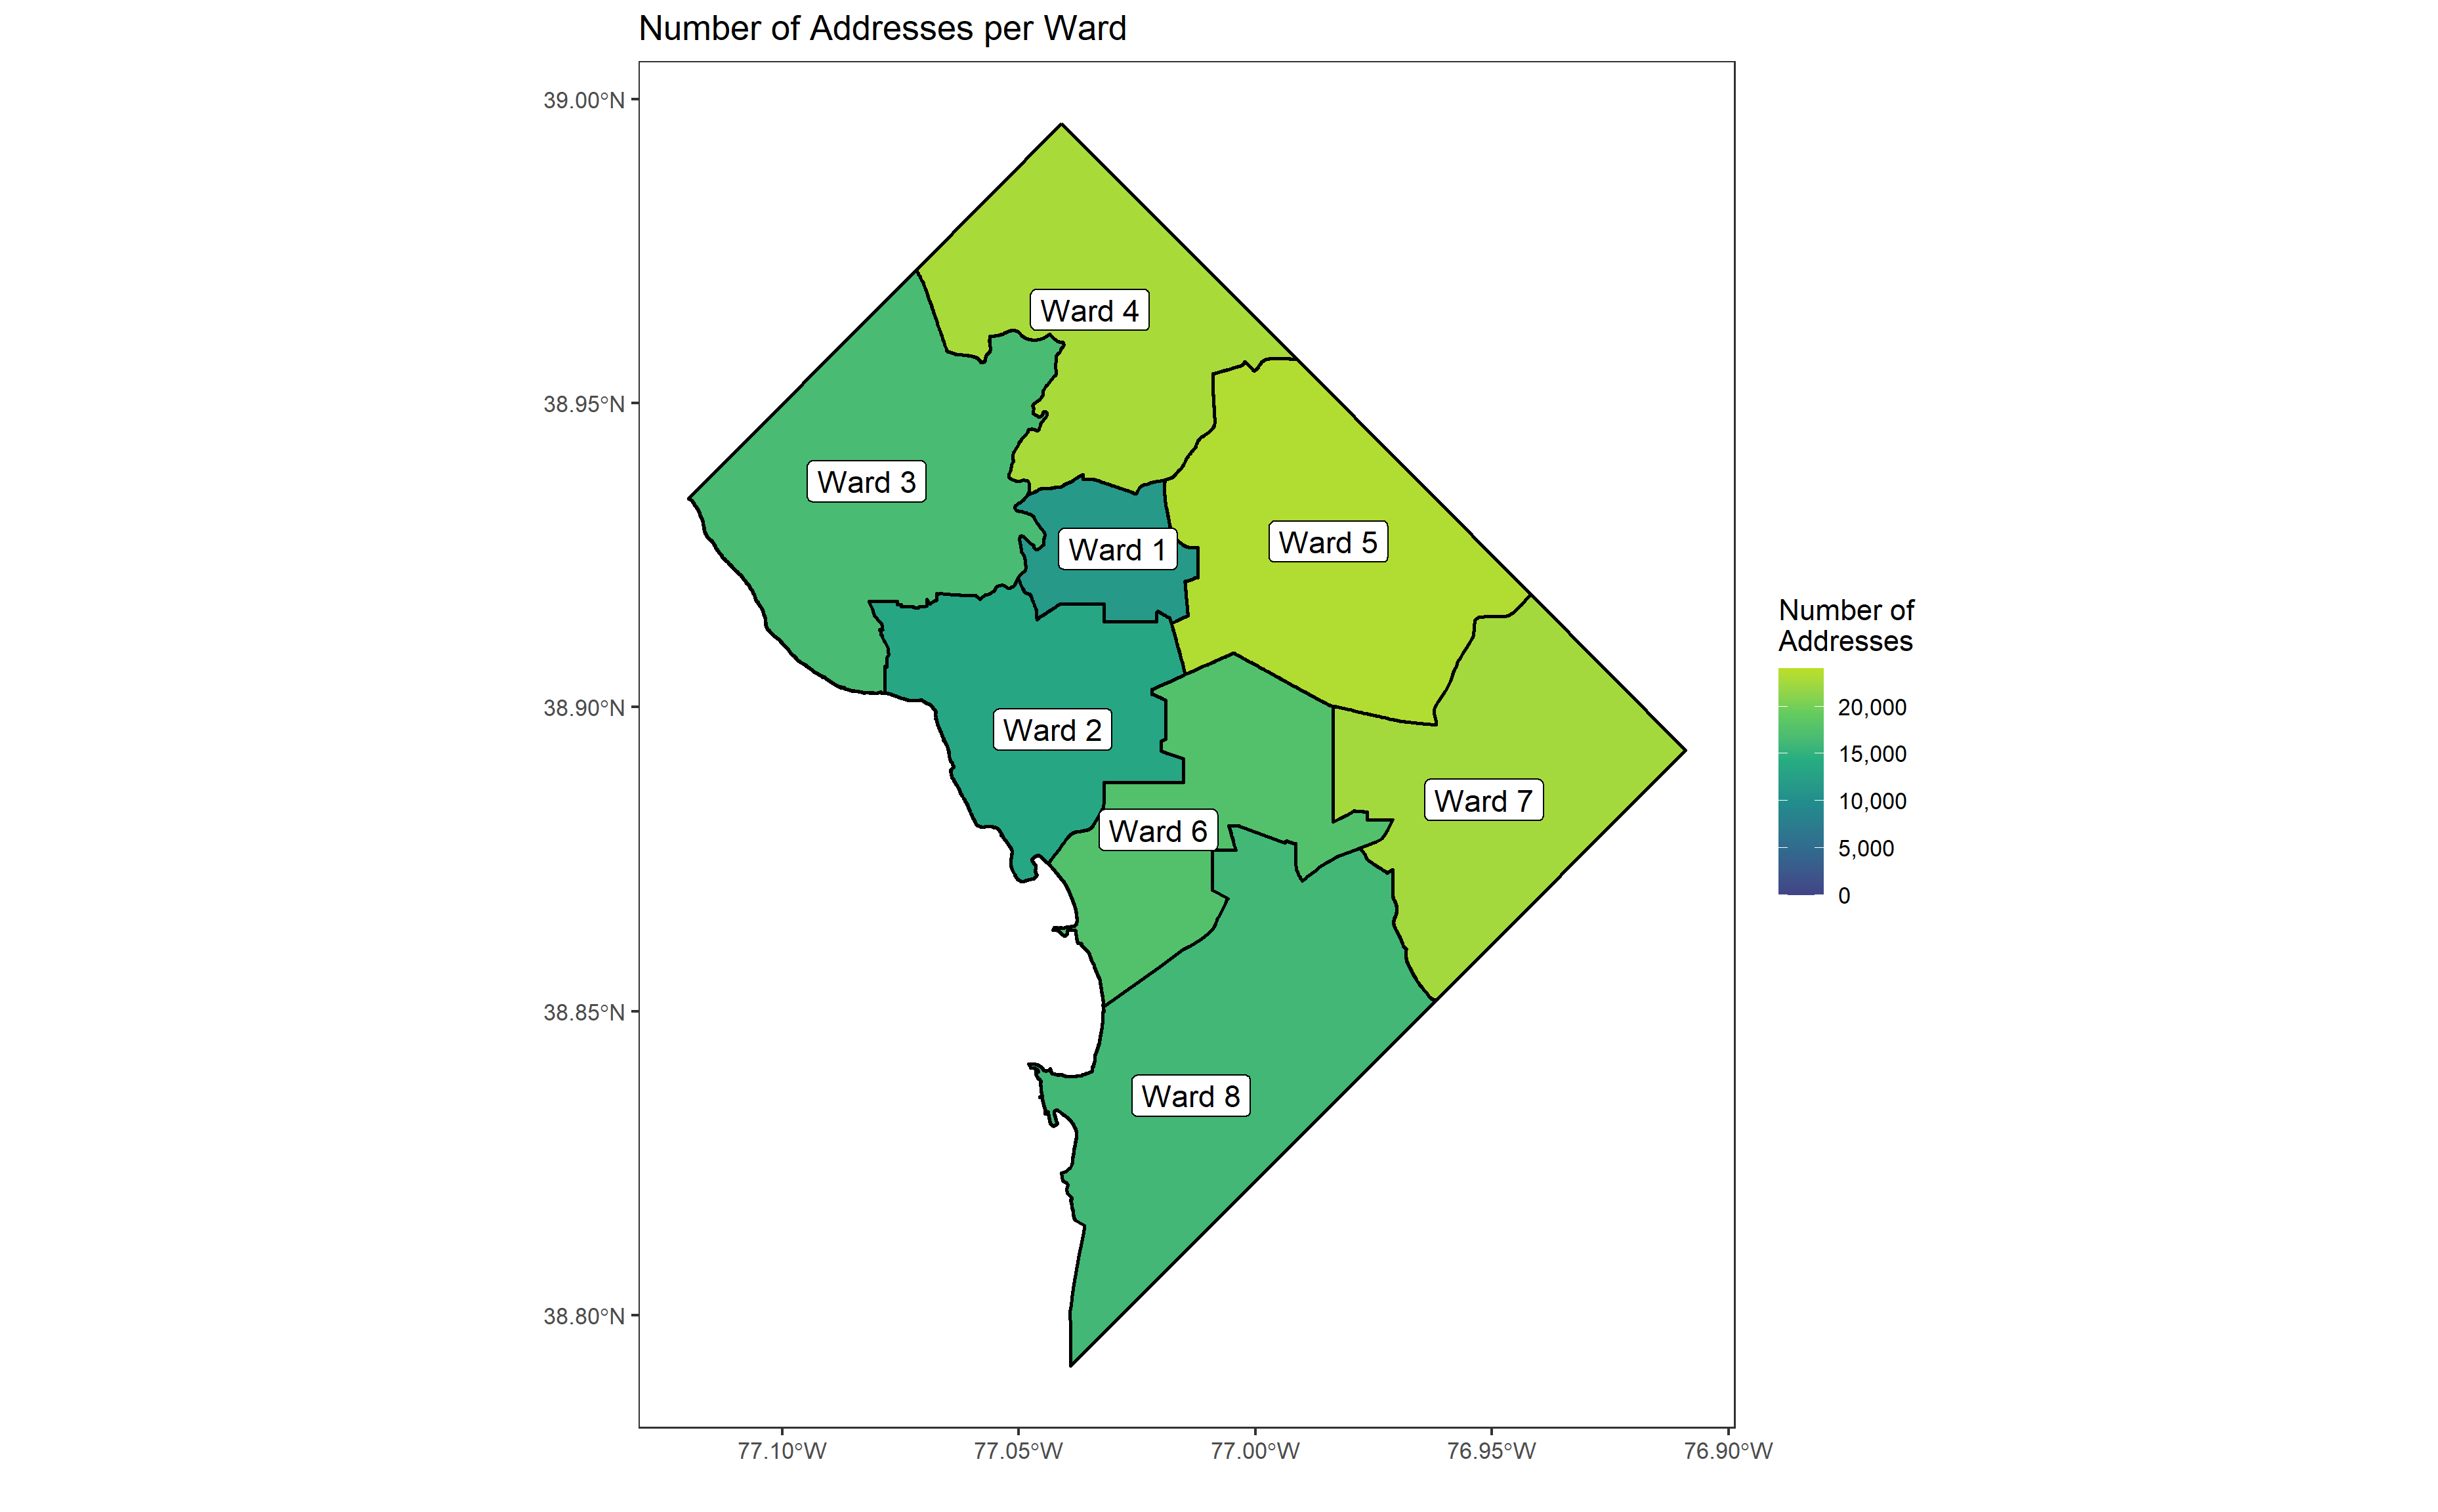 Number of Addresses per Ward
39.00°N
38.95°N
38.90°N
38.85°N
38.80°N
Ward 4
Ward 3
Ward 5
Ward 1
Ward 2
Ward 7
Ward 6
Ward 8
77.10°W
77.05°W
77.00°W
76.95°W
76.90°W
Number of
Addresses
20,000
15,000
10,000
5,000
0